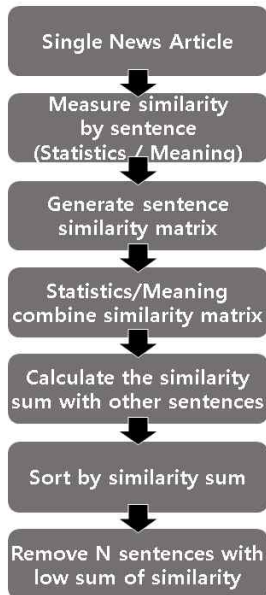 Single News Article
Measure similarity
by sentence
(Statistics / Meaning)
Generate sentence
similarity matrix
Statistics/Meaning
combine similarity matrix
Calculate the similarity
sum with other sentences
Sort by similarity sum
Remove N sentences with
low sum of similarity